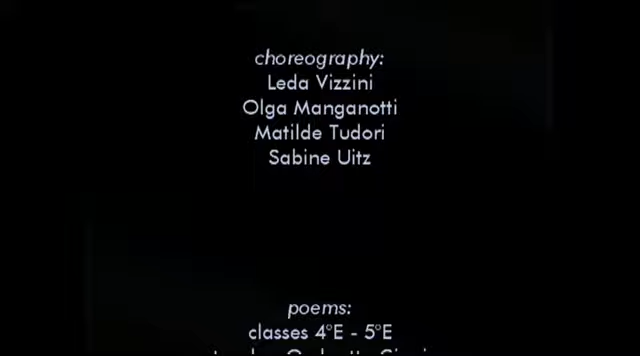 choreography:
Leda Vizzini
Olga Manganotti
Matilde Tudori
Sabine Uitz
poems:
classes 4°E - 5°E